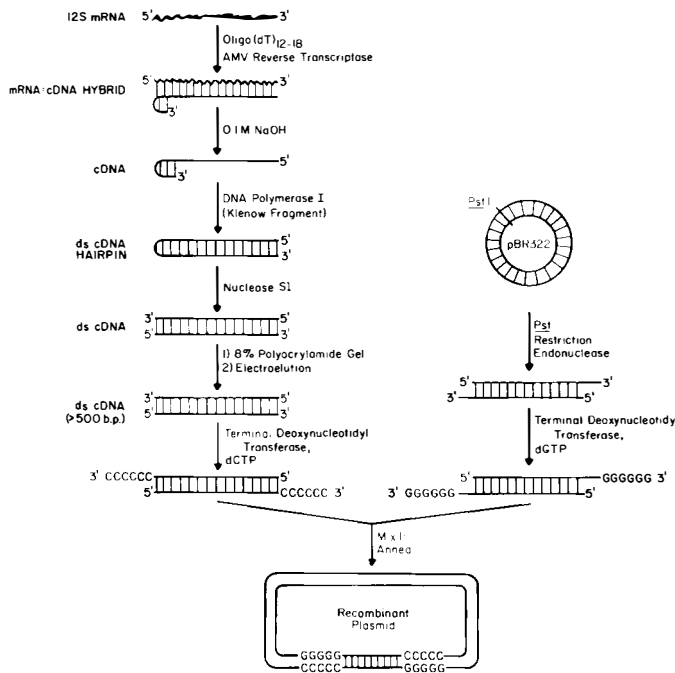 12S mRNA 5' 3'
Oligo(dT)12-18
AMV Reverse Transcriptase
5' 3'
mRNA:cDNA HYBRID
3'
0.1M NaOH
5'
cDNA
3'
DNA Polymerase I
(Klenow Fragment)
ds cDNA 5'
HAIRPIN 3'
Nuclease S1
3' 5'
ds cDNA
5' 3'
1) 8% Polyacrylamide Gel
2) Electroelution
ds cDNA 3' 5'
(>500 b.p.) 5' 3'
Terminal Deoxynucleotidyl
Transferase,
dCTP
3' CCCCCC 5'
5' CCCCCC 3'
PstI
pBR322
Pst
Restriction
Endonuclease
5' 3'
3' 5'
Terminal Deoxynucleotidy
Transferase,
dGTP
GGGGGG 3'
3' GGGGGG 5'
Mix
Annea
Recombinant
Plasmid
GGGGG CCCCC
CCCCC GGGGG